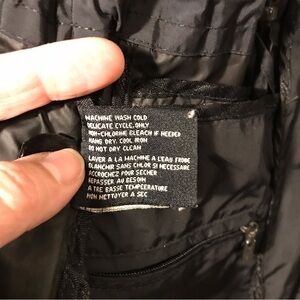 MACHINE WASH COLD
DELICATE CYCLE, ONLY
NON-CHLORINE BLEACH IF NEEDED
HANG DRY, COOL IRON
DO NOT DRY CLEAN
LAVER A LA MACHINE A L'EAU FROIDE
BLANCHIR SANS CHLOR SI NECESSAIRE
ACCROCHEZ POUR SECHER
REPASSER AU BESOIN
A TRE BASSE TEMPERATURE
NON NETTOYER A SEC